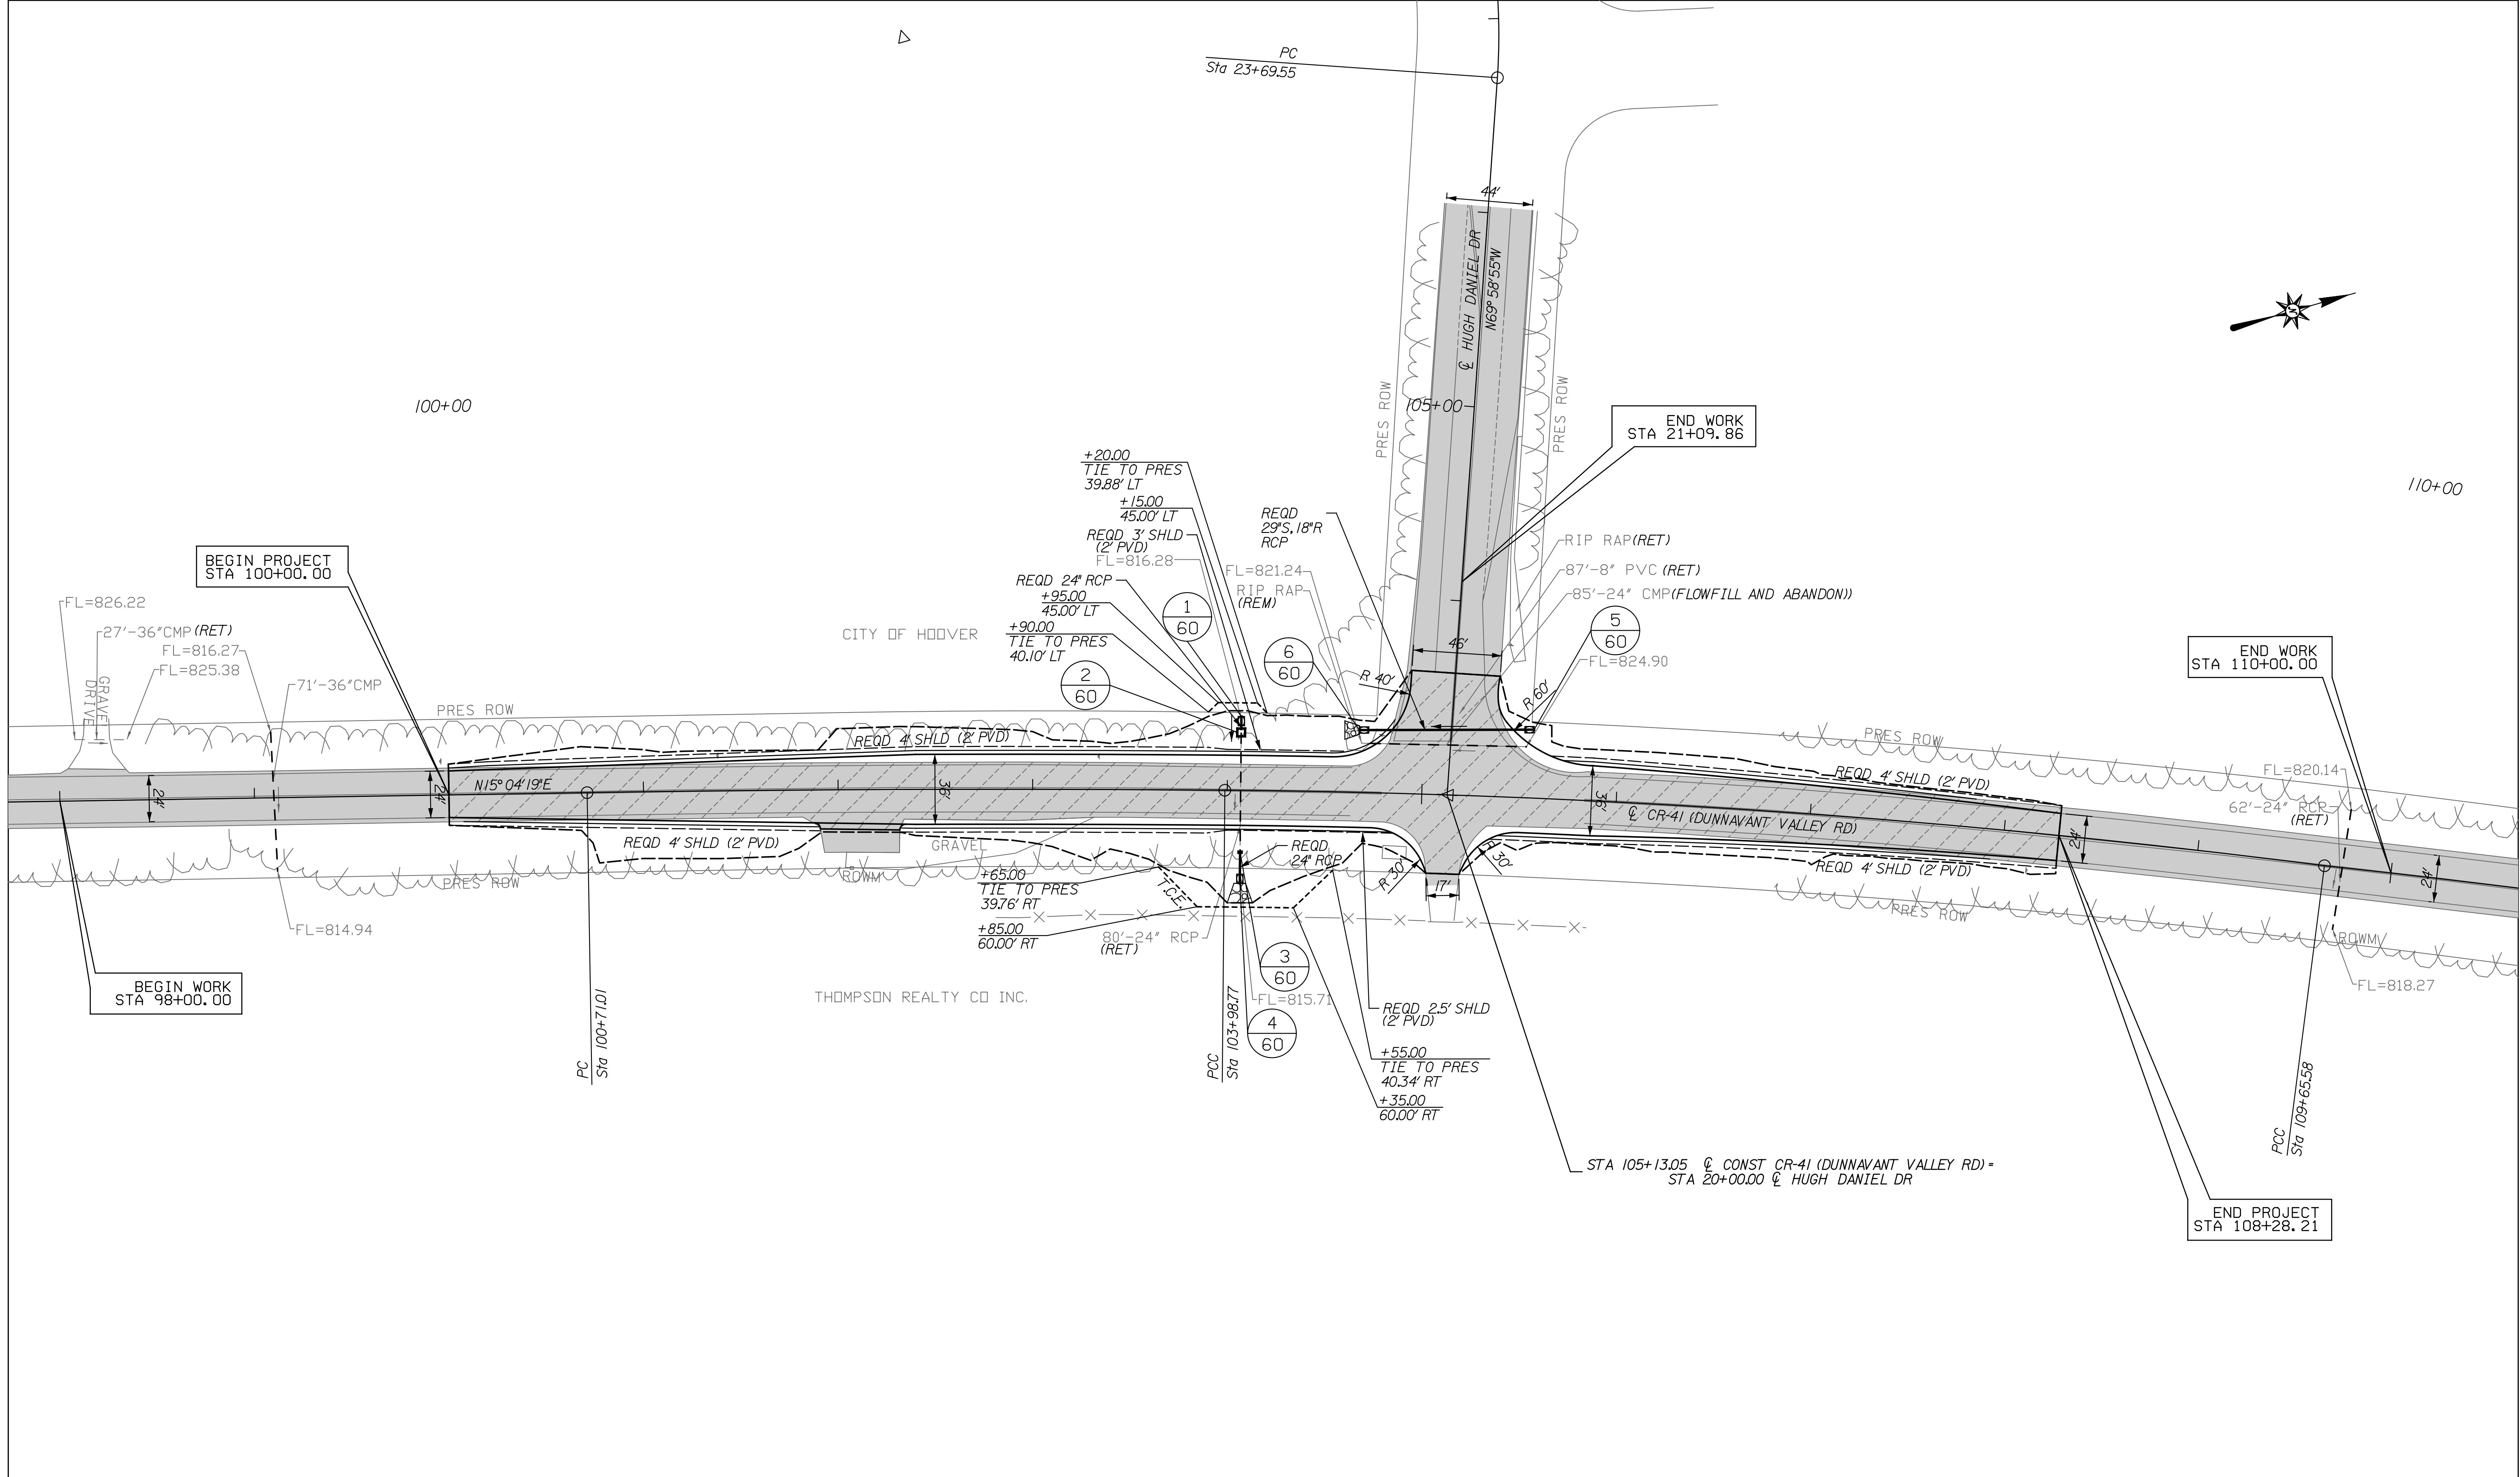 PC
Sta 23+69.55
44'
℄ HUGH DANIEL DR
N69° 58' 55"W
PRES ROW
PRES ROW
N
100+00
105+00
110+00
END WORK
STA 21+09.86
+20.00
TIE TO PRES
39.88' LT
+15.00
45.00' LT
REQD 3' SHLD
(2' PVD)
FL=816.28
REQD 24" RCP
+95.00
45.00' LT
+90.00
TIE TO PRES
40.10' LT
1
60
2
60
REQD
29"S, 18"R
RCP
FL=821.24
RIP RAP
(REM)
6
60
RIP RAP(RET)
87'-8" PVC (RET)
85'-24" CMP(FLOWFILL AND ABANDON))
5
60
FL=824.90
46'
R 40'
R 60'
BEGIN PROJECT
STA 100+00.00
FL=826.22
27'-36"CMP (RET)
FL=816.27
FL=825.38
71'-36"CMP
GRAVEL
DRIVE
CITY OF HOOVER
END WORK
STA 110+00.00
PRES ROW
REQD 4' SHLD (2' PVD)
PRES ROW
REQD 4' SHLD (2' PVD)
FL=820.14
62'-24" RCP
(RET)
24'
24'
N15° 04' 19"E
36'
36'
℄ CR-41 (DUNNAVANT VALLEY RD)
24'
24'
REQD 4' SHLD (2' PVD)
GRAVEL
ROWM
PRES ROW
REQD
24" RCP
R 30'
R 30'
17'
REQD 4' SHLD (2' PVD)
PRES ROW
ROWM
+65.00
TIE TO PRES
39.76' RT
T.C.E.
+85.00
60.00' RT
80'-24" RCP
(RET)
FL=814.94
BEGIN WORK
STA 98+00.00
THOMPSON REALTY CO INC.
3
60
FL=815.71
4
60
REQD 2.5' SHLD
(2' PVD)
+55.00
TIE TO PRES
40.34' RT
+35.00
60.00' RT
FL=818.27
PC
Sta 100+71.01
PCC
Sta 103+98.77
PCC
Sta 109+65.58
STA 105+13.05 ℄ CONST CR-41 (DUNNAVANT VALLEY RD) =
STA 20+00.00 ℄ HUGH DANIEL DR
END PROJECT
STA 108+28.21